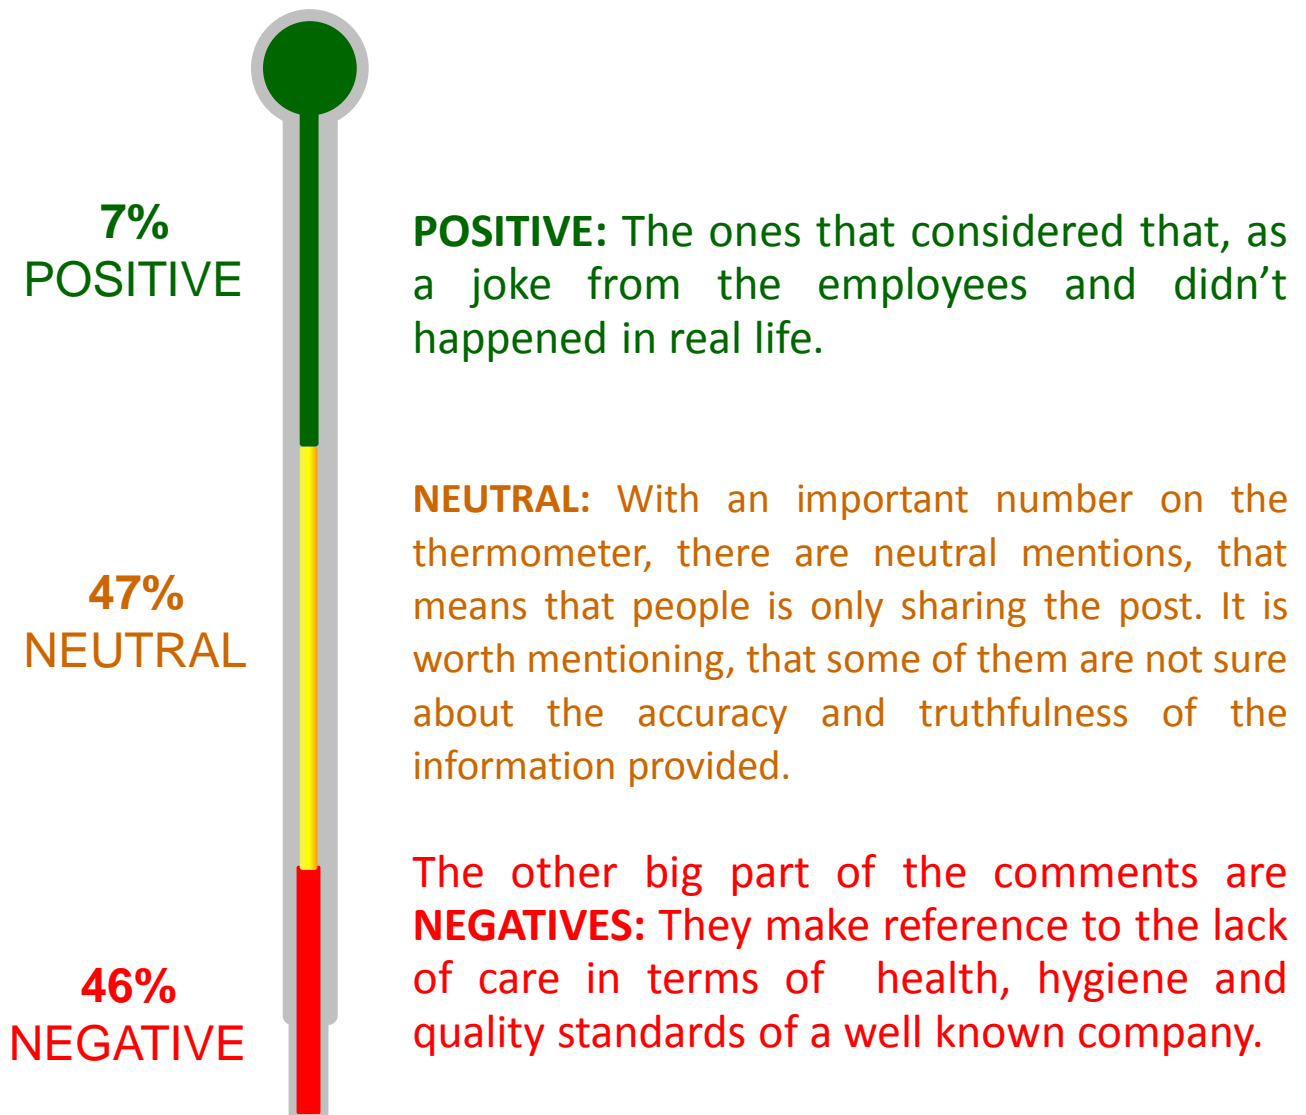 7%
POSITIVE
POSITIVE: The ones that considered that, as
a joke from the employees and didn’t
happened in real life.
47%
NEUTRAL
NEUTRAL: With an important number on the
thermometer, there are neutral mentions, that
means that people is only sharing the post. It is
worth mentioning, that some of them are not sure
about the accuracy and truthfulness of the
information provided.
46%
NEGATIVE
The other big part of the comments are
NEGATIVES: They make reference to the lack
of care in terms of health, hygiene and
quality standards of a well known company.